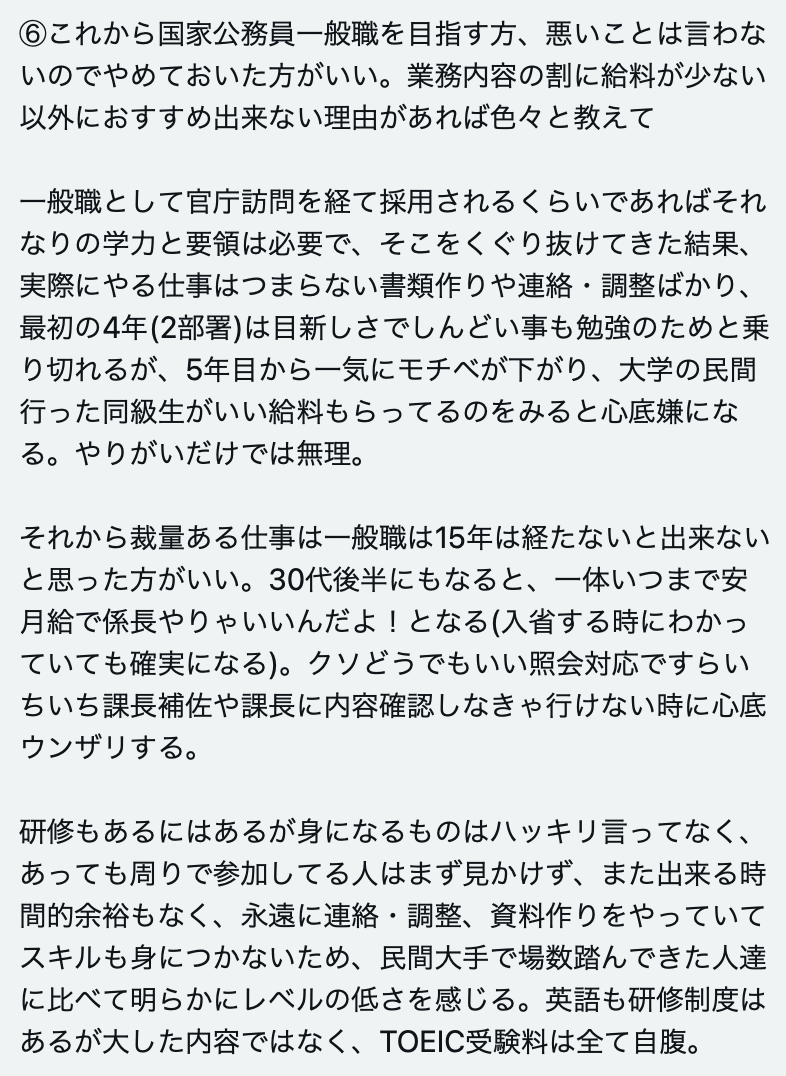 ⑥これから国家公務員一般職を目指す方、悪いことは言わな
いのでやめておいた方がいい。業務内容の割に給料が少ない
以外におすすめ出来ない理由があれば色々と教えて
一般職として官庁訪問を経て採用されるくらいであればそれ
なりの学力と要領は必要で、そこをくぐり抜けてきた結果、
実際にやる仕事はつまらない書類作りや連絡・調整ばかり、
最初の4年(2部署)は目新しさでしんどい事も勉強のためと乗
り切れるが、5年目から一気にモチベが下がり、大学の民間
行った同級生がいい給料もらってるのをみると心底嫌にな
る。やりがいだけでは無理。
それから裁量ある仕事は一般職は15年は経たないと出来ない
と思った方がいい。30代後半にもなると、一体いつまで安
月給で係長やりゃいいんだよ！となる(入省する時にわかっ
ていても確実になる)。クソどうでもいい照会対応ですらい
ちいち課長補佐や課長に内容確認しなきゃ行けない時に心底
ウンザリする。
研修もあるにはあるが身になるものはハッキリ言ってなく、
あっても周りで参加してる人はまず見かけず、また出来る時
間的余裕もなく、永遠に連絡・調整、資料作りをやっていて
スキルも身につかないため、民間大手で場数踏んできた人達
に比べて明らかにレベルの低さを感じる。英語も研修制度は
あるが大した内容ではなく、TOEIC受験料は全て自腹。